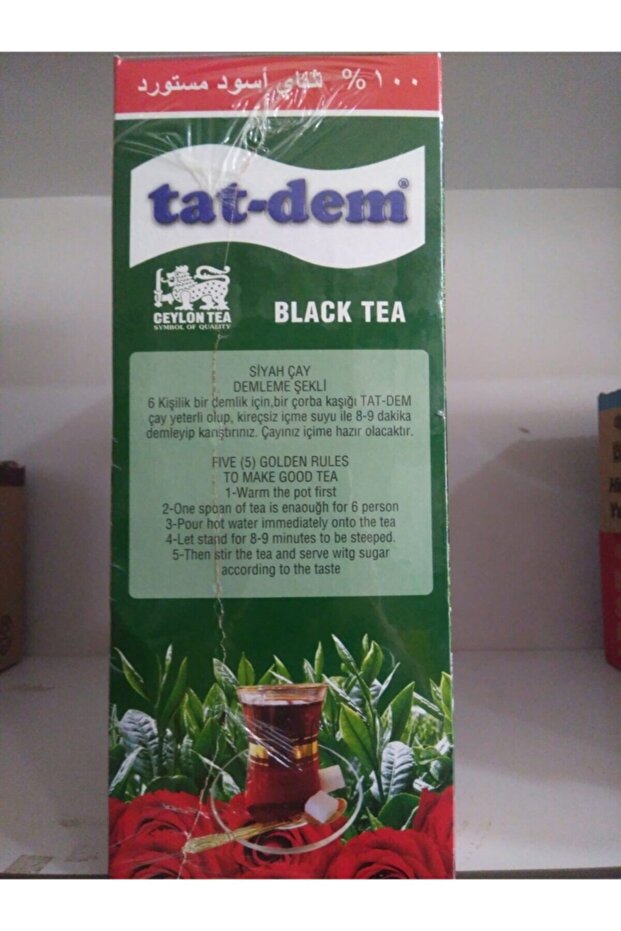 ١٠٠ % شاي أسود مستورد
tat-dem®
CEYLON TEA
SYMBOL OF QUALITY
BLACK TEA
SİYAH ÇAY
DEMLEME ŞEKLİ
6 Kişilik bir demlik için,bir çorba kaşığı TAT-DEM
çay yeterli olup, kireçsiz içme suyu ile 8-9 dakika
demleyip karıştırınız. Çayınız içime hazır olacaktır.
FIVE (5) GOLDEN RULES
TO MAKE GOOD TEA
1-Warm the pot first
2-One spoan of tea is enaough for 6 person
3-Pour hot water immediately onto the tea
4-Let stand for 8-9 minutes to be steeped.
5-Then stir the tea and serve witg sugar
according to the taste